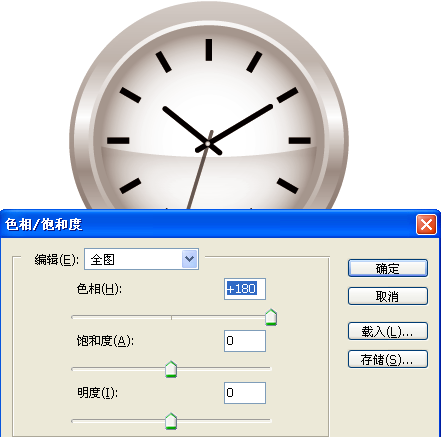 色相/饱和度
编辑(E): 全图
确定
色相(H): +180
取消
载入(L)...
饱和度(A): 0
存储(S)...
明度(I): 0